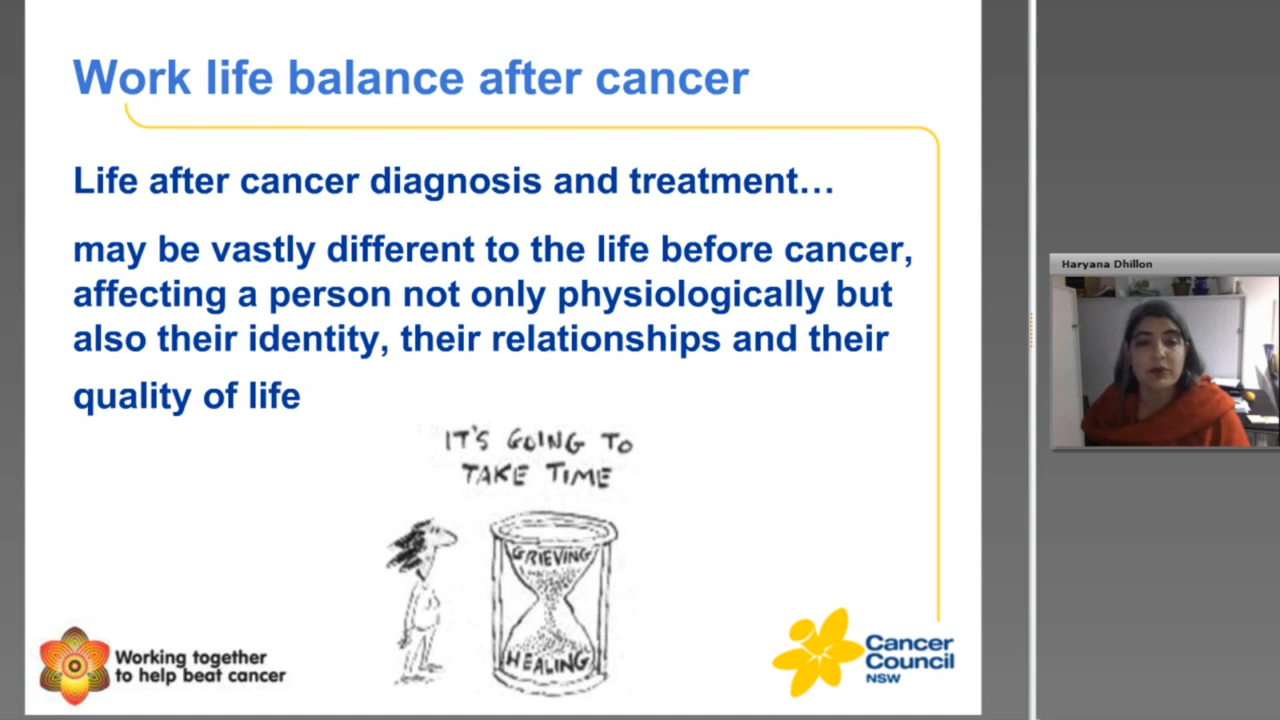 Work life balance after cancer
Life after cancer diagnosis and treatment…
may be vastly different to the life before cancer,
affecting a person not only physiologically but
also their identity, their relationships and their
quality of life
IT'S GOING TO
TAKE TIME
GRIEVING
HEALING
Working together
to help beat cancer
Cancer
Council
NSW
Haryana Dhillon